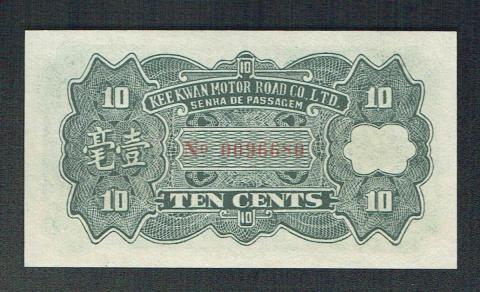 10
KEE KWAN MOTOR ROAD CO., LTD.
SENHA DE PASSAGEM
10 10
毫壹
No 0096680
10 10
TEN CENTS
10